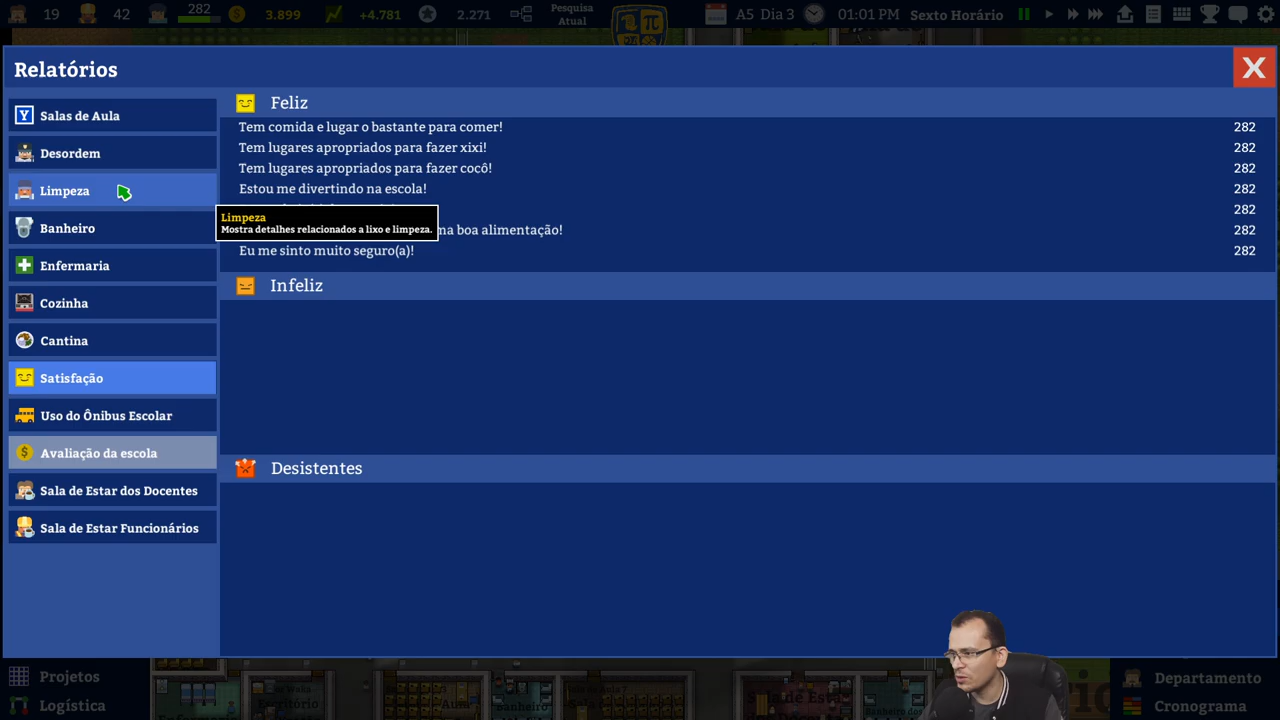 19 42 282 3.899 +4.781 2.271 Pesquisa Atual A5 Dia 3 01:01 PM Sexto Horário
Relatórios
Salas de Aula
Desordem
Limpeza
Banheiro
Enfermaria
Cozinha
Cantina
Satisfação
Uso do Ônibus Escolar
Avaliação da escola
Sala de Estar dos Docentes
Sala de Estar Funcionários
Feliz
Tem comida e lugar o bastante para comer! 282
Tem lugares apropriados para fazer xixi! 282
Tem lugares apropriados para fazer cocô! 282
Estou me divertindo na escola! 282
282
ma boa alimentação! 282
Eu me sinto muito seguro(a)! 282
Limpeza
Mostra detalhes relacionados a lixo e limpeza.
Infeliz
Desistentes
Projetos
Logística
Departamento
Cronograma